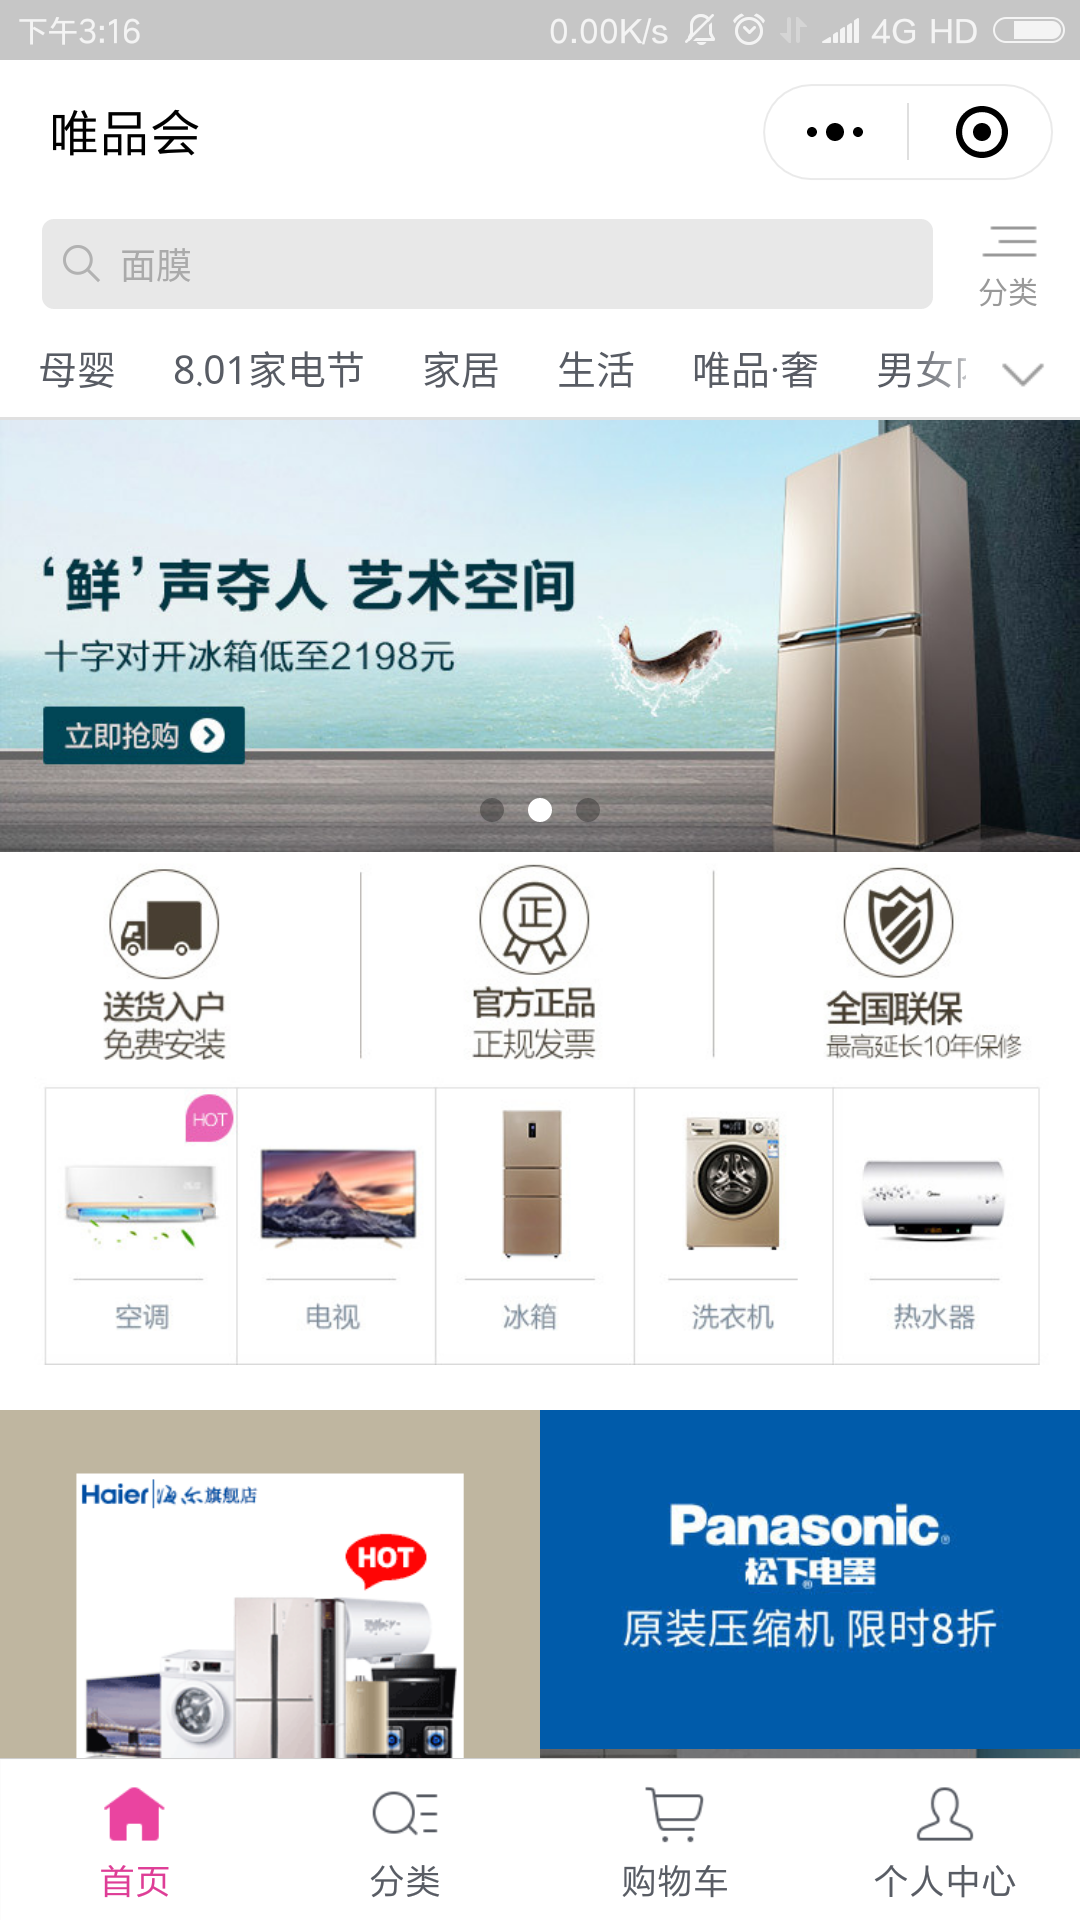 下午3:16
0.00K/s 4G HD
唯品会
面膜
分类
母婴 8.01家电节 家居 生活 唯品·奢 男女
‘鲜’声夺人 艺术空间
十字对开冰箱低至2198元
立即抢购
正
送货入户 官方正品 全国联保
免费安装 正规发票 最高延长10年保修
HOT
空调 电视 冰箱 洗衣机 热水器
Haier 海尔旗舰店
HOT
Panasonic
松下电器
原装压缩机 限时8折
首页 分类 购物车 个人中心